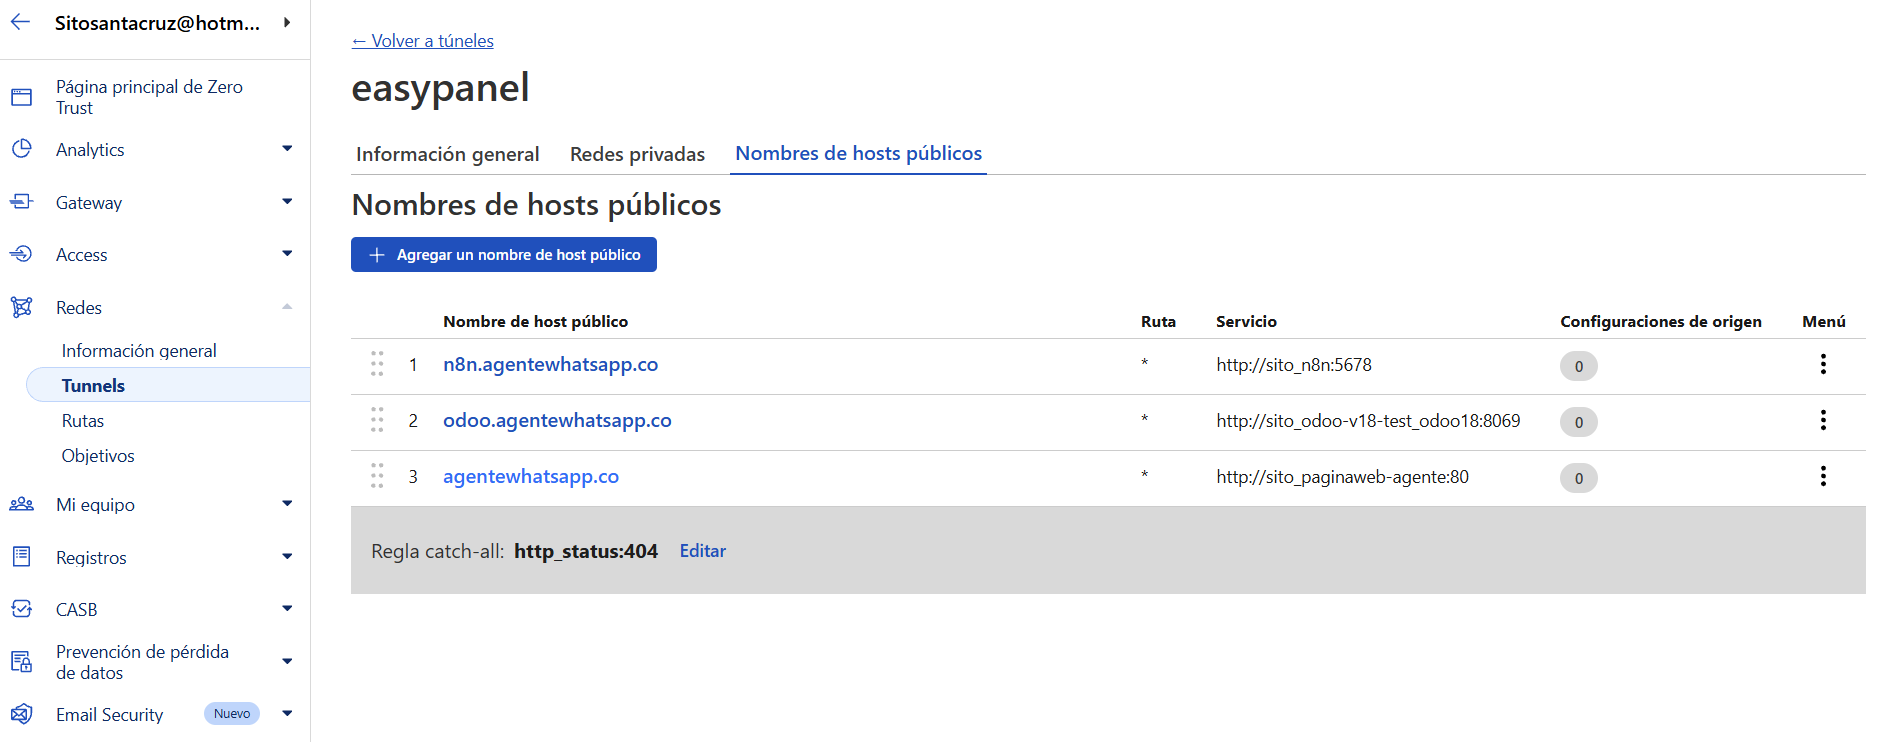 Sitosantacruz@hotm...
Página principal de Zero
Trust
Analytics
Gateway
Access
Redes
Información general
Tunnels
Rutas
Objetivos
Mi equipo
Registros
CASB
Prevención de pérdida
de datos
Email Security Nuevo
← Volver a túneles
easypanel
Información general Redes privadas Nombres de hosts públicos
Nombres de hosts públicos
+ Agregar un nombre de host público
Nombre de host público Ruta Servicio Configuraciones de origen Menú
1 n8n.agentewhatsapp.co * http://sito_n8n:5678 0
2 odoo.agentewhatsapp.co * http://sito_odoo-v18-test_odoo18:8069 0
3 agentewhatsapp.co * http://sito_paginaweb-agente:80 0
Regla catch-all: http_status:404 Editar